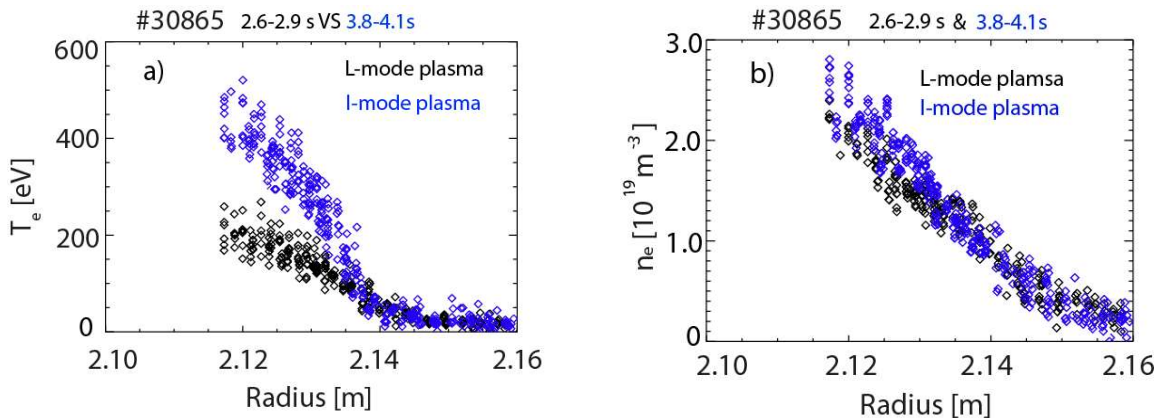 #30865 2.6-2.9 s VS 3.8-4.1s
a)
L-mode plasma
I-mode plasma
600
400
200
0
Te [eV]
2.10 2.12 2.14 2.16
Radius [m]
#30865 2.6-2.9 s & 3.8-4.1s
b)
L-mode plamsa
I-mode plasma
3.0
2.0
1.0
0
ne [10 19 m -3]
2.10 2.12 2.14 2.16
Radius [m]